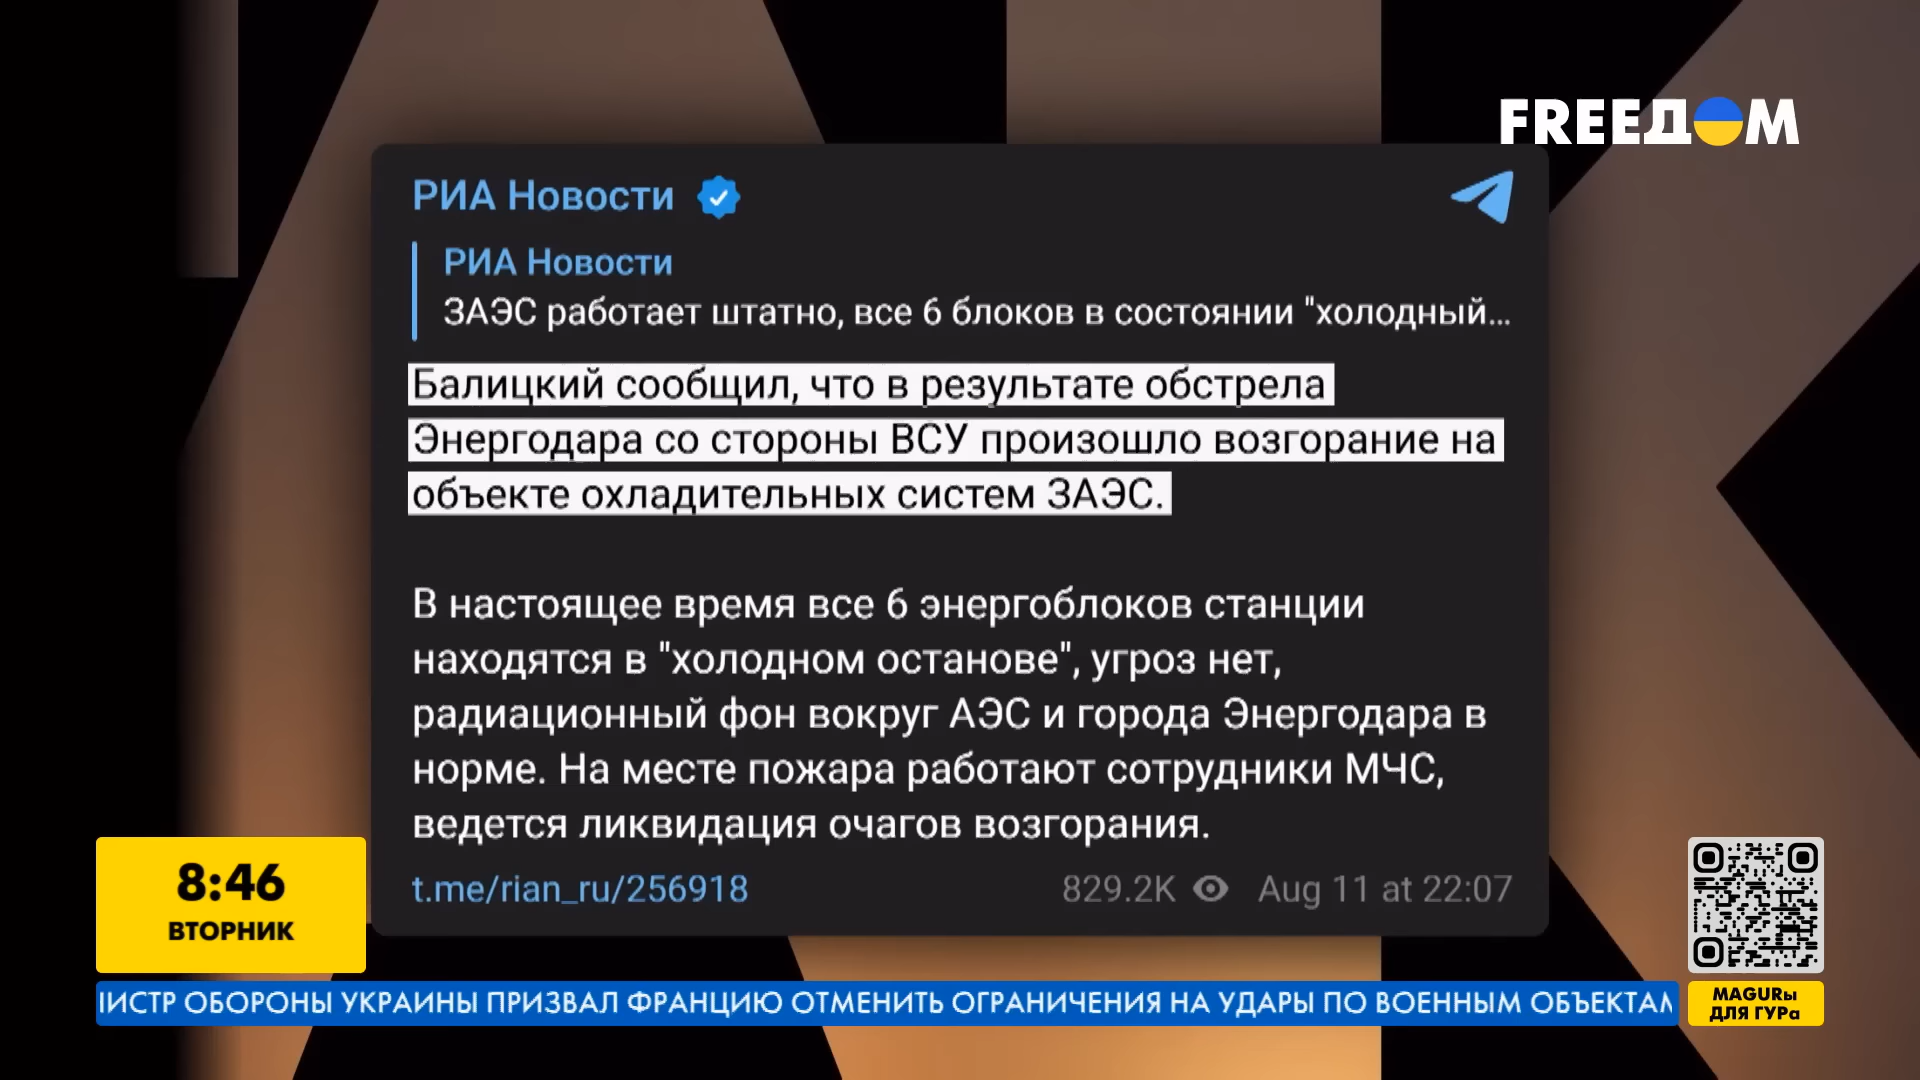 FREEДOM
РИА Новости
РИА Новости
ЗАЭС работает штатно, все 6 блоков в состоянии "холодный...
Балицкий сообщил, что в результате обстрела
Энергодара со стороны ВСУ произошло возгорание на
объекте охладительных систем ЗАЭС.
В настоящее время все 6 энергоблоков станции
находятся в "холодном останове", угроз нет,
радиационный фон вокруг АЭС и города Энергодара в
норме. На месте пожара работают сотрудники МЧС,
ведется ликвидация очагов возгорания.
t.me/rian_ru/256918 829.2K Aug 11 at 22:07
8:46
ВТОРНИК
ИСТР ОБОРОНЫ УКРАИНЫ ПРИЗВАЛ ФРАНЦИЮ ОТМЕНИТЬ ОГРАНИЧЕНИЯ НА УДАРЫ ПО ВОЕННЫМ ОБЪЕКТАМ
MAGURы
ДЛЯ ГУРа